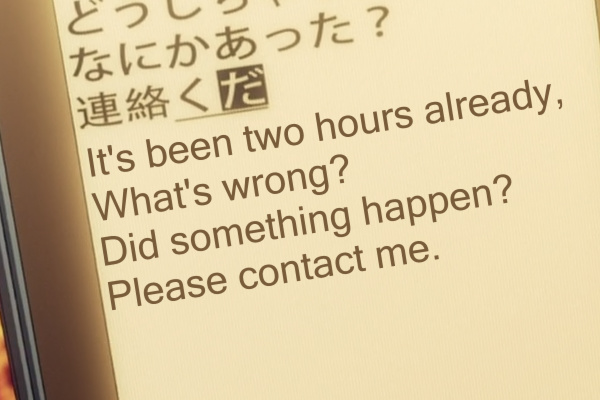 なにかあった？
連絡くだ
It's been two hours already,
What's wrong?
Did something happen?
Please contact me.